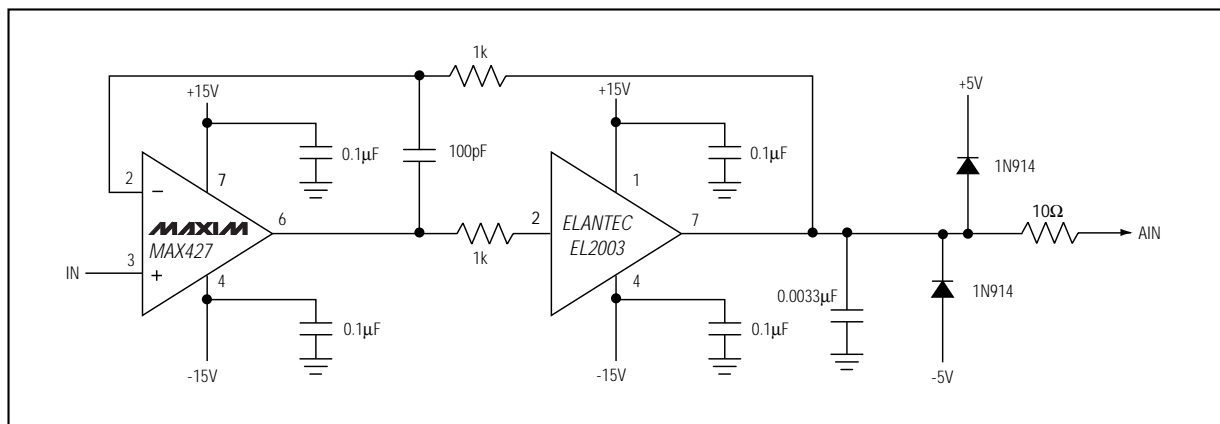 1k
+15V
+15V
+5V
0.1µF
100pF
0.1µF
1N914
2
7
1
−
MAXIM
MAX427
6
2
ELANTEC
EL2003
7
10Ω
AIN
IN
3
+
4
1k
4
0.0033µF
1N914
0.1µF
0.1µF
-15V
-15V
-5V